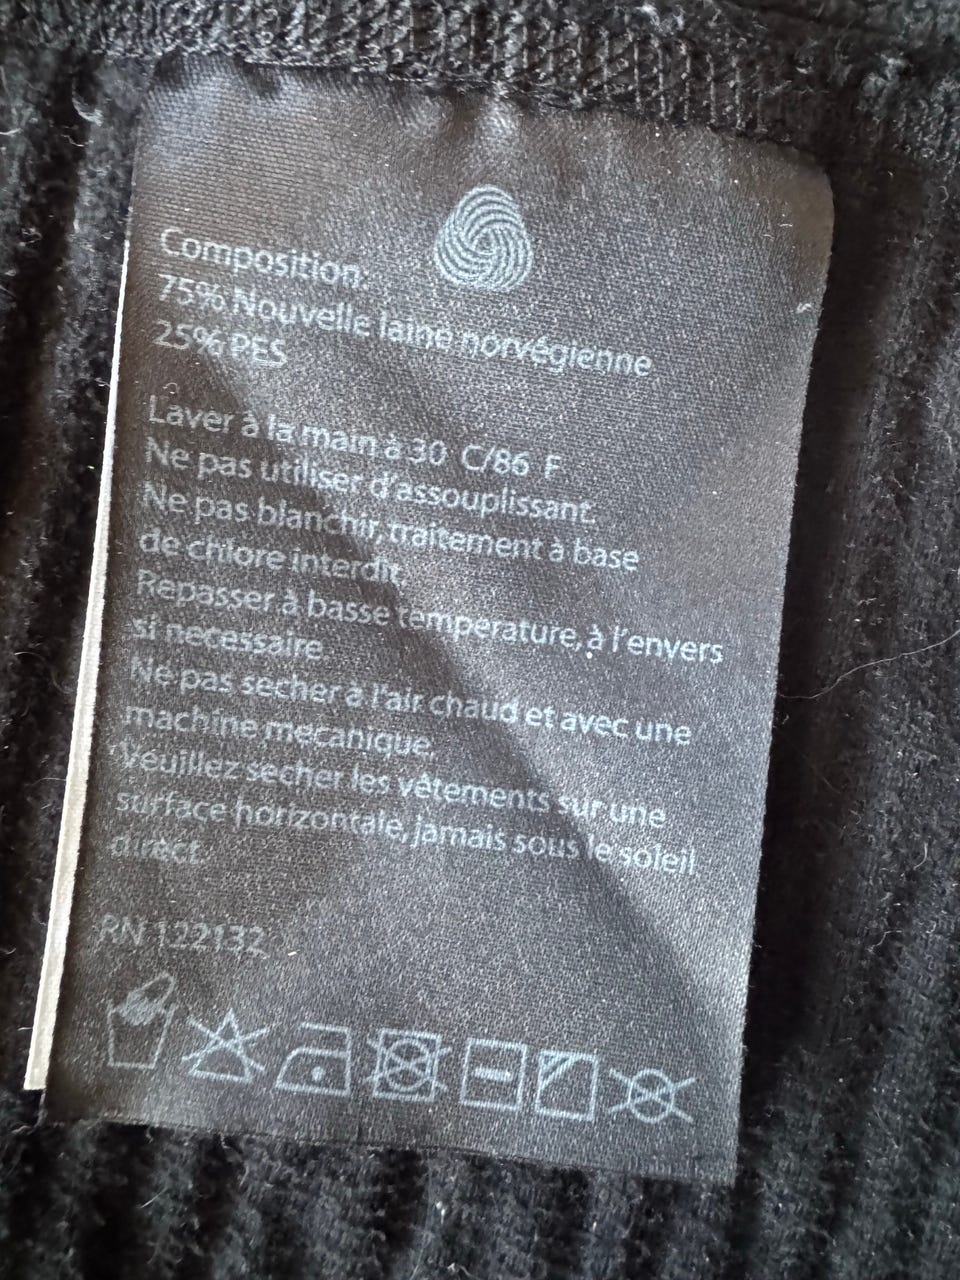 Composition:
75% Nouvelle laine norvégienne
25% PES
Laver à la main à 30 C/86 F
Ne pas utiliser d'assouplissant.
Ne pas blanchir, traitement à base
de chlore interdit.
Repasser à basse temperature, à l'envers
si necessaire.
Ne pas secher à l'air chaud et avec une
machine mecanique.
Veuillez secher les vêtements sur une
surface horizontale, jamais sous le soleil
direct.
RN 122132